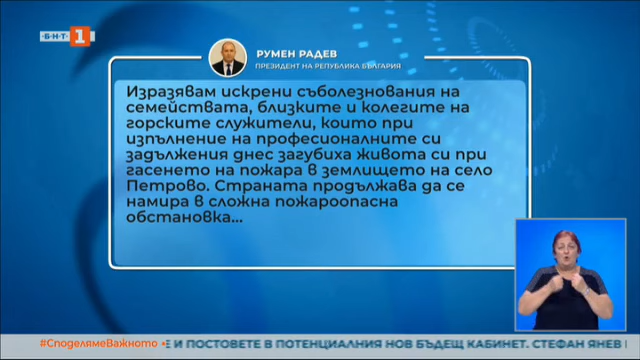 БНТ 1
РУМЕН РАДЕВ
ПРЕЗИДЕНТ НА РЕПУБЛИКА БЪЛГАРИЯ
Изразявам искрени съболезнования на
семействата, близките и колегите на
горските служители, които при
изпълнение на професионалните си
задължения днес загубиха живота си при
гасенето на пожара в землището на село
Петрово. Страната продължава да се
намира в сложна пожароопасна
обстановка...
#СподелямеВажното Е И ПОСТОВЕТЕ В ПОТЕНЦИАЛНИЯ НОВ БЪДЕЩ КАБИНЕТ. СТЕФАН ЯНЕВ